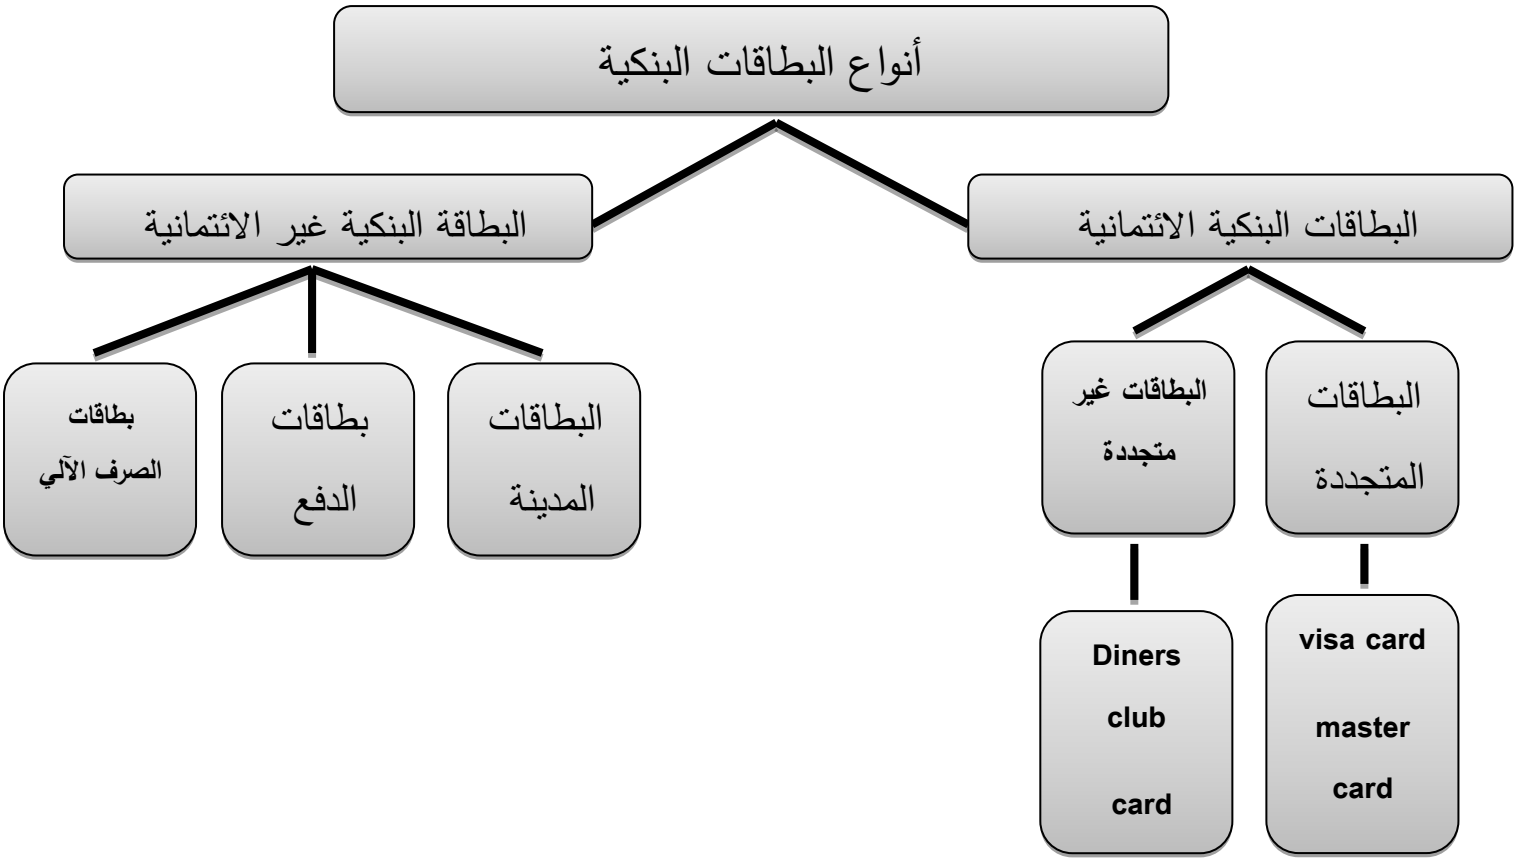 أنواع البطاقات البنكية
البطاقات البنكية الائتمانية
البطاقة البنكية غير الائتمانية
البطاقات
المتجددة
البطاقات غير
متجددة
البطاقات
المدينة
بطاقات
الدفع
بطاقات
الصرف الآلي
visa card
master
card
Diners
club
card